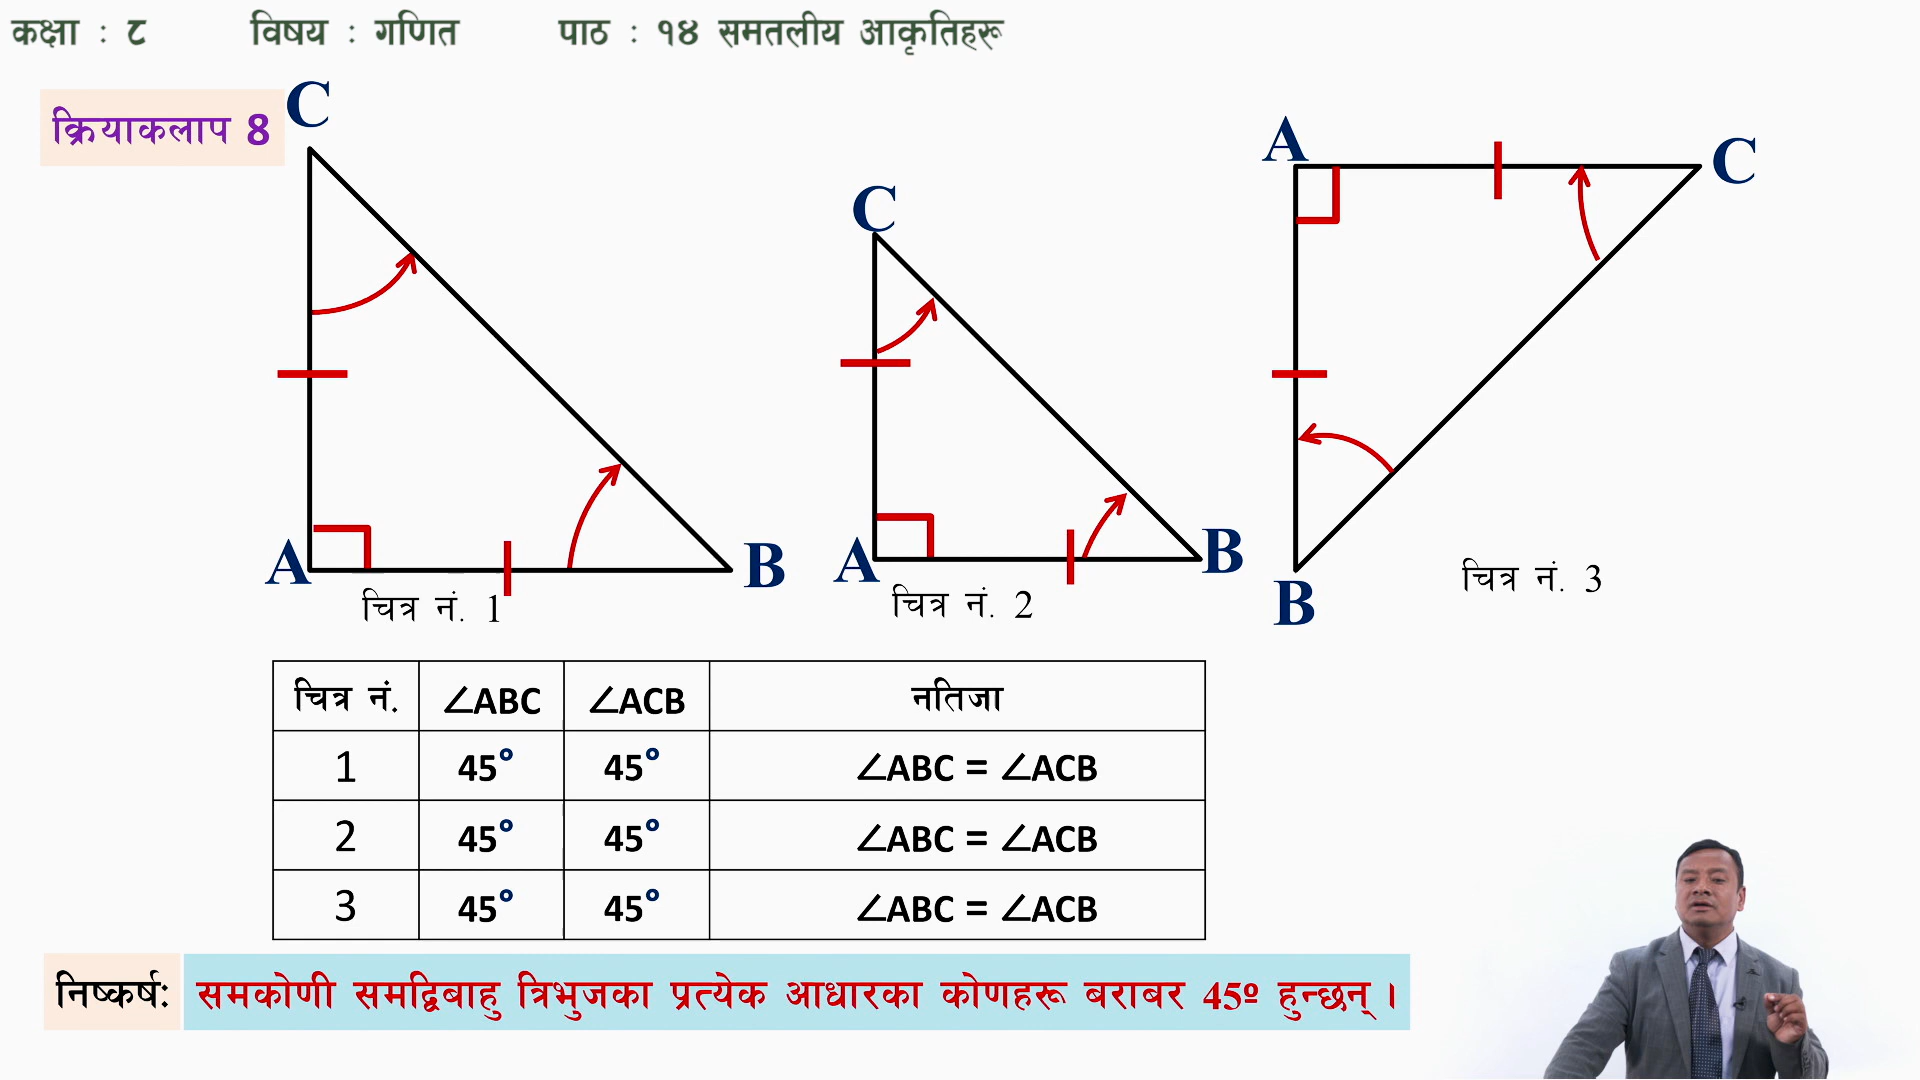 कक्षा : ८ विषय : गणित पाठ : १४ समतलीय आकृतिहरू
क्रियाकलाप 8
C
A
B
चित्र नं. 1
C
A
B
चित्र नं. 2
A
C
B
चित्र नं. 3
चित्र नं. ∠ABC ∠ACB नतिजा
1 45° 45° ∠ABC = ∠ACB
2 45° 45° ∠ABC = ∠ACB
3 45° 45° ∠ABC = ∠ACB
निष्कर्ष: समकोणी समद्विबाहु त्रिभुजका प्रत्येक आधारका कोणहरू बराबर 45º हुन्छन् ।